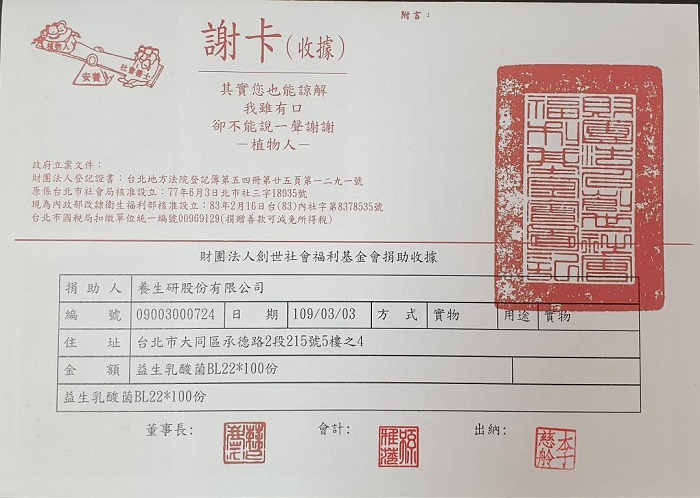 附言：
植物人
安養
社會善士
謝卡(收據)
其實您也能諒解
我雖有口
卻不能說一聲謝謝
－植物人－
政府立案文件：
財團法人登記證書：台北地方法院登記簿第五四冊廿五頁第一二九一號
原係台北市社會局核准設立：77年6月3日北市社三字18935號
現為內政部改隸衛生福利部核准設立：83年2月16日台(83)內社字第8378535號
台北市國稅局扣繳單位統一編號00969129(捐贈善款可減免所得稅)
財團法人創世社會福利基金會捐助收據
捐助人 養生研股份有限公司
編號 09003000724 日期 109/03/03 方式 實物 用途 實物
住址 台北市大同區承德路2段215號5樓之4
金額 益生乳酸菌BL22*100份
益生乳酸菌BL22*100份
董事長: 會計: 出納: